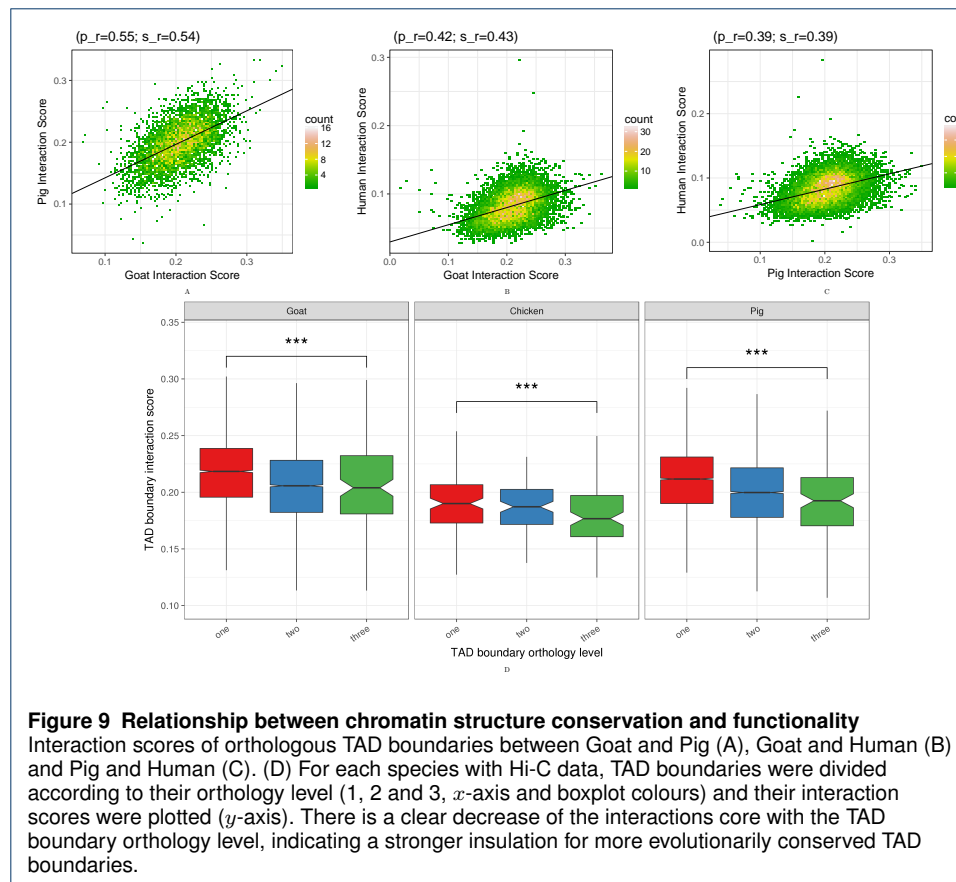 (p_r=0.55; s_r=0.54)
Pig Interaction Score
0.3
0.2
0.1
0.1
0.2
0.3
Goat Interaction Score
count
16
12
8
4
A
(p_r=0.42; s_r=0.43)
Human Interaction Score
0.3
0.2
0.1
0.0
0.1
0.2
0.3
Goat Interaction Score
count
30
20
10
B
(p_r=0.39; s_r=0.39)
Human Interaction Score
0.3
0.2
0.1
0.0
0.1
0.2
0.3
Pig Interaction Score
co
C
Goat
Chicken
Pig
TAD boundary interaction score
0.35
0.30
0.25
0.20
0.15
0.10
***
***
***
one
two
three
one
two
three
one
two
three
TAD boundary orthology level
D
Figure 9 Relationship between chromatin structure conservation and functionality
Interaction scores of orthologous TAD boundaries between Goat and Pig (A), Goat and Human (B)
and Pig and Human (C). (D) For each species with Hi-C data, TAD boundaries were divided
according to their orthology level (1, 2 and 3, x-axis and boxplot colours) and their interaction
scores were plotted (y-axis). There is a clear decrease of the interactions core with the TAD
boundary orthology level, indicating a stronger insulation for more evolutionarily conserved TAD
boundaries.